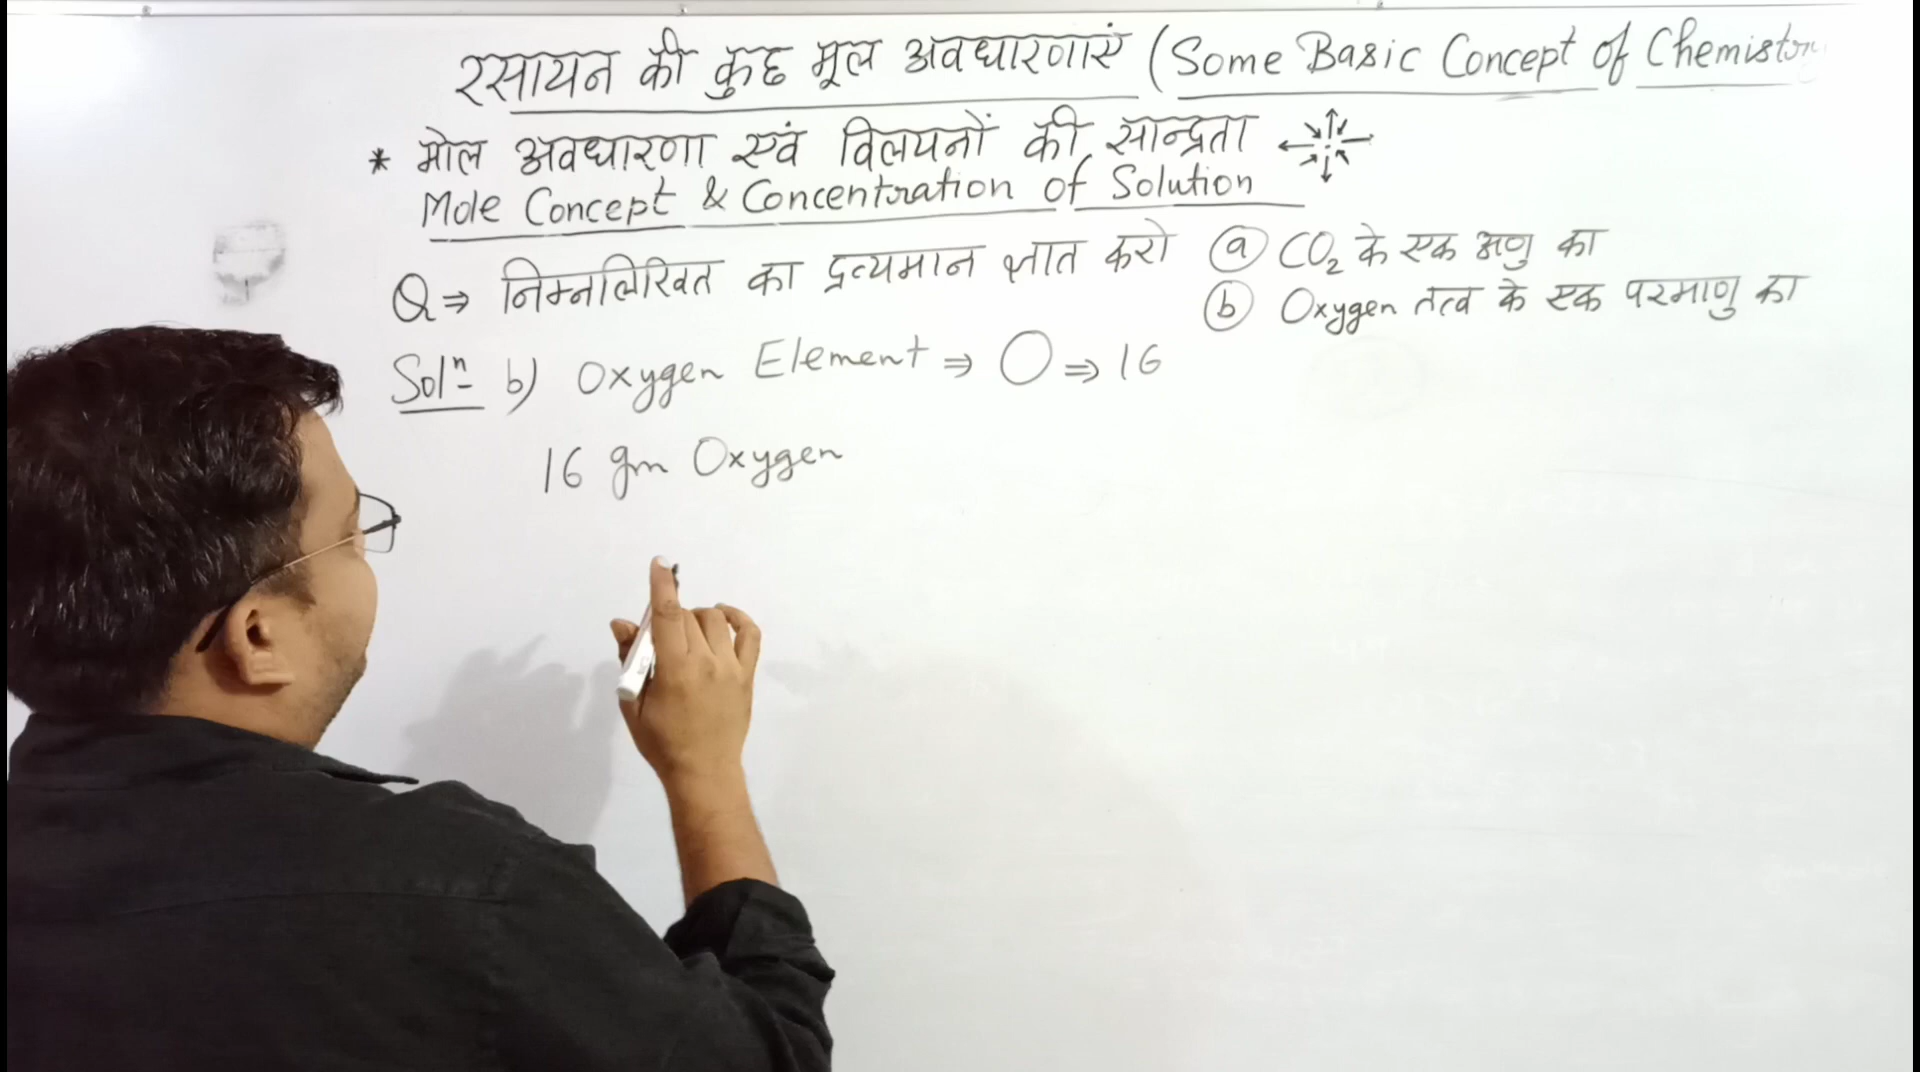 रसायन की कुछ मूल अवधारणाएं (Some Basic Concept of Chemistry
* मोल अवधारणा एवं विलयनों की सान्द्रता
Mole Concept & Concentration of Solution
Q⇒ निम्नलिखित का द्रव्यमान ज्ञात करो (a) CO₂ के एक अणु का
(b) Oxygen तत्व के एक परमाणु का
Solⁿ- b) Oxygen Element ⇒ O ⇒ 16
16 gm Oxygen